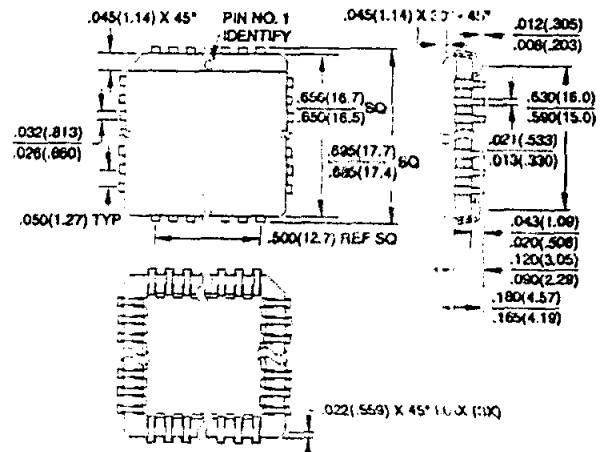 .045(1.14) X 45°
PIN NO. 1
IDENTIFY
.045(1.14) X 30° - 45°
.012(.305)
.008(.203)
.656(16.7)
.650(16.5)
SQ
.695(17.7)
.685(17.4)
SQ
.032(.813)
.026(.660)
.050(1.27) TYP
.500(12.7) REF SQ
.630(16.0)
.590(15.0)
.021(.533)
.013(.330)
.043(1.09)
.020(.508)
.120(3.05)
.090(2.29)
.180(4.57)
.165(4.19)
.022(.559) X 45°